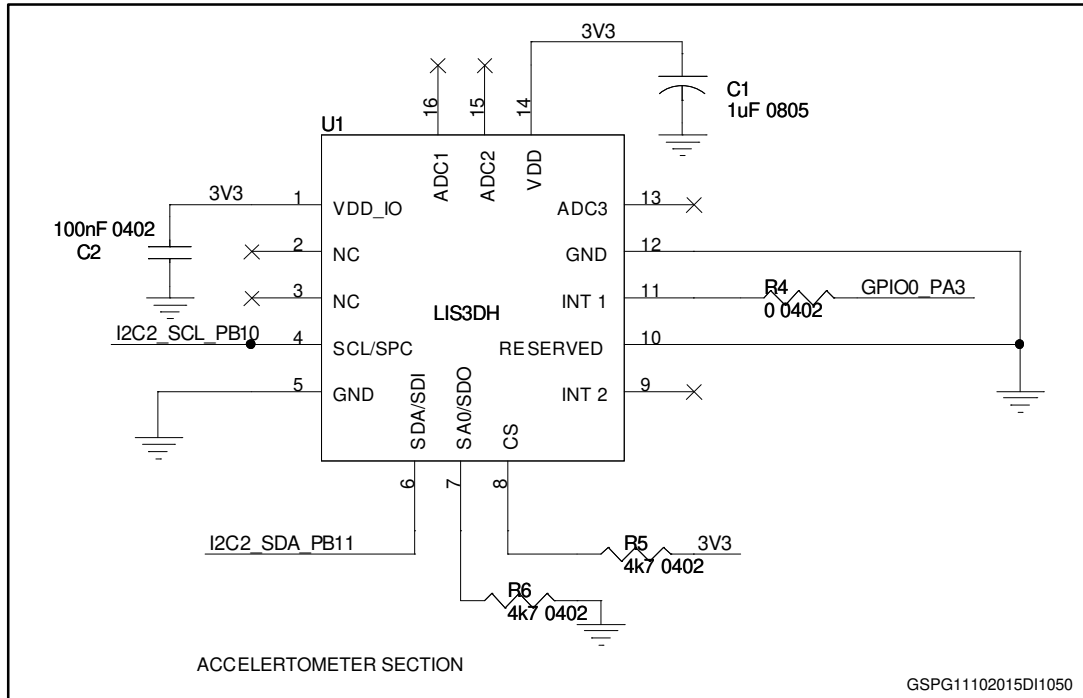 3V3
C1
1uF 0805
16
15
14
U1
ADC1
ADC2
VDD
3V3
1
VDD_IO
ADC3
13
100nF 0402
C2
2
NC
GND
12
3
NC
INT 1
11
R4
0 0402
GPIO0_PA3
LIS3DH
I2C2_SCL_PB10
4
SCL/SPC
RESERVED
10
5
GND
INT 2
9
SDA/SDI
SA0/SDO
CS
6
7
8
I2C2_SDA_PB11
R5
4k7 0402
3V3
R6
4k7 0402
ACCELERTOMETER SECTION
GSPG11102015DI1050